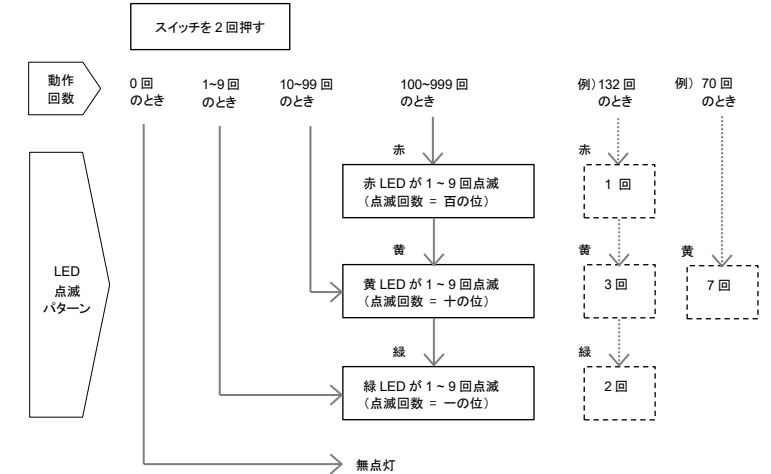 スイッチを2回押す
動作
回数
0回
のとき
1~9回
のとき
10~99回
のとき
100~999回
のとき
例)132回
のとき
例) 70回
のとき
LED
点滅
パターン
赤
赤LEDが1~9回点滅
(点滅回数 = 百の位)
赤
1 回
黄
黄LEDが1~9回点滅
(点滅回数 = 十の位)
黄
3回
黄
7回
緑
緑LEDが1~9回点滅
(点滅回数 = 一の位)
緑
2回
無点灯